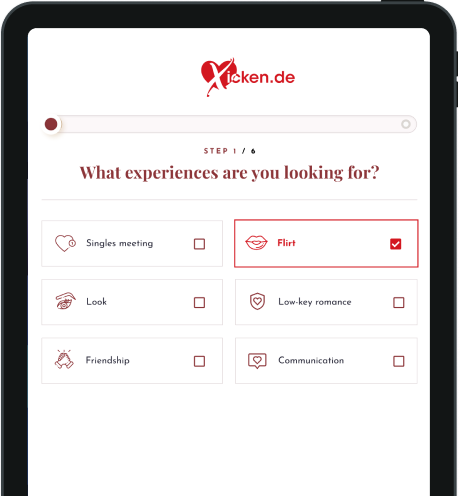 Xicken.de
STEP 1 / 6
What experiences are you looking for?
Singles meeting
Flirt
Look
Low-key romance
Friendship
Communication